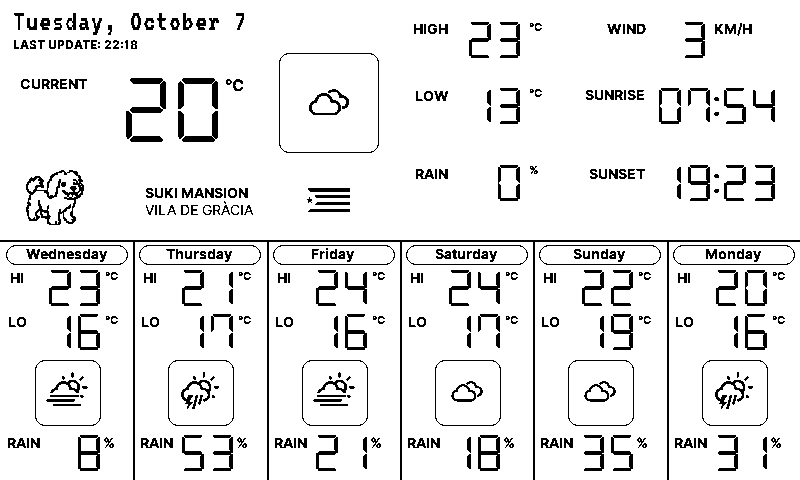 Tuesday, October 7
LAST UPDATE: 22:18
CURRENT 20 °C
HIGH 23 °C
LOW 13 °C
RAIN 0 %
WIND 3 KM/H
SUNRISE 07:54
SUNSET 19:23
SUKI MANSION
VILA DE GRÀCIA
Wednesday
HI 23 °C
LO 16 °C
RAIN 8 %
Thursday
HI 21 °C
LO 17 °C
RAIN 53 %
Friday
HI 24 °C
LO 16 °C
RAIN 21 %
Saturday
HI 24 °C
LO 17 °C
RAIN 18 %
Sunday
HI 22 °C
LO 19 °C
RAIN 35 %
Monday
HI 20 °C
LO 16 °C
RAIN 31 %